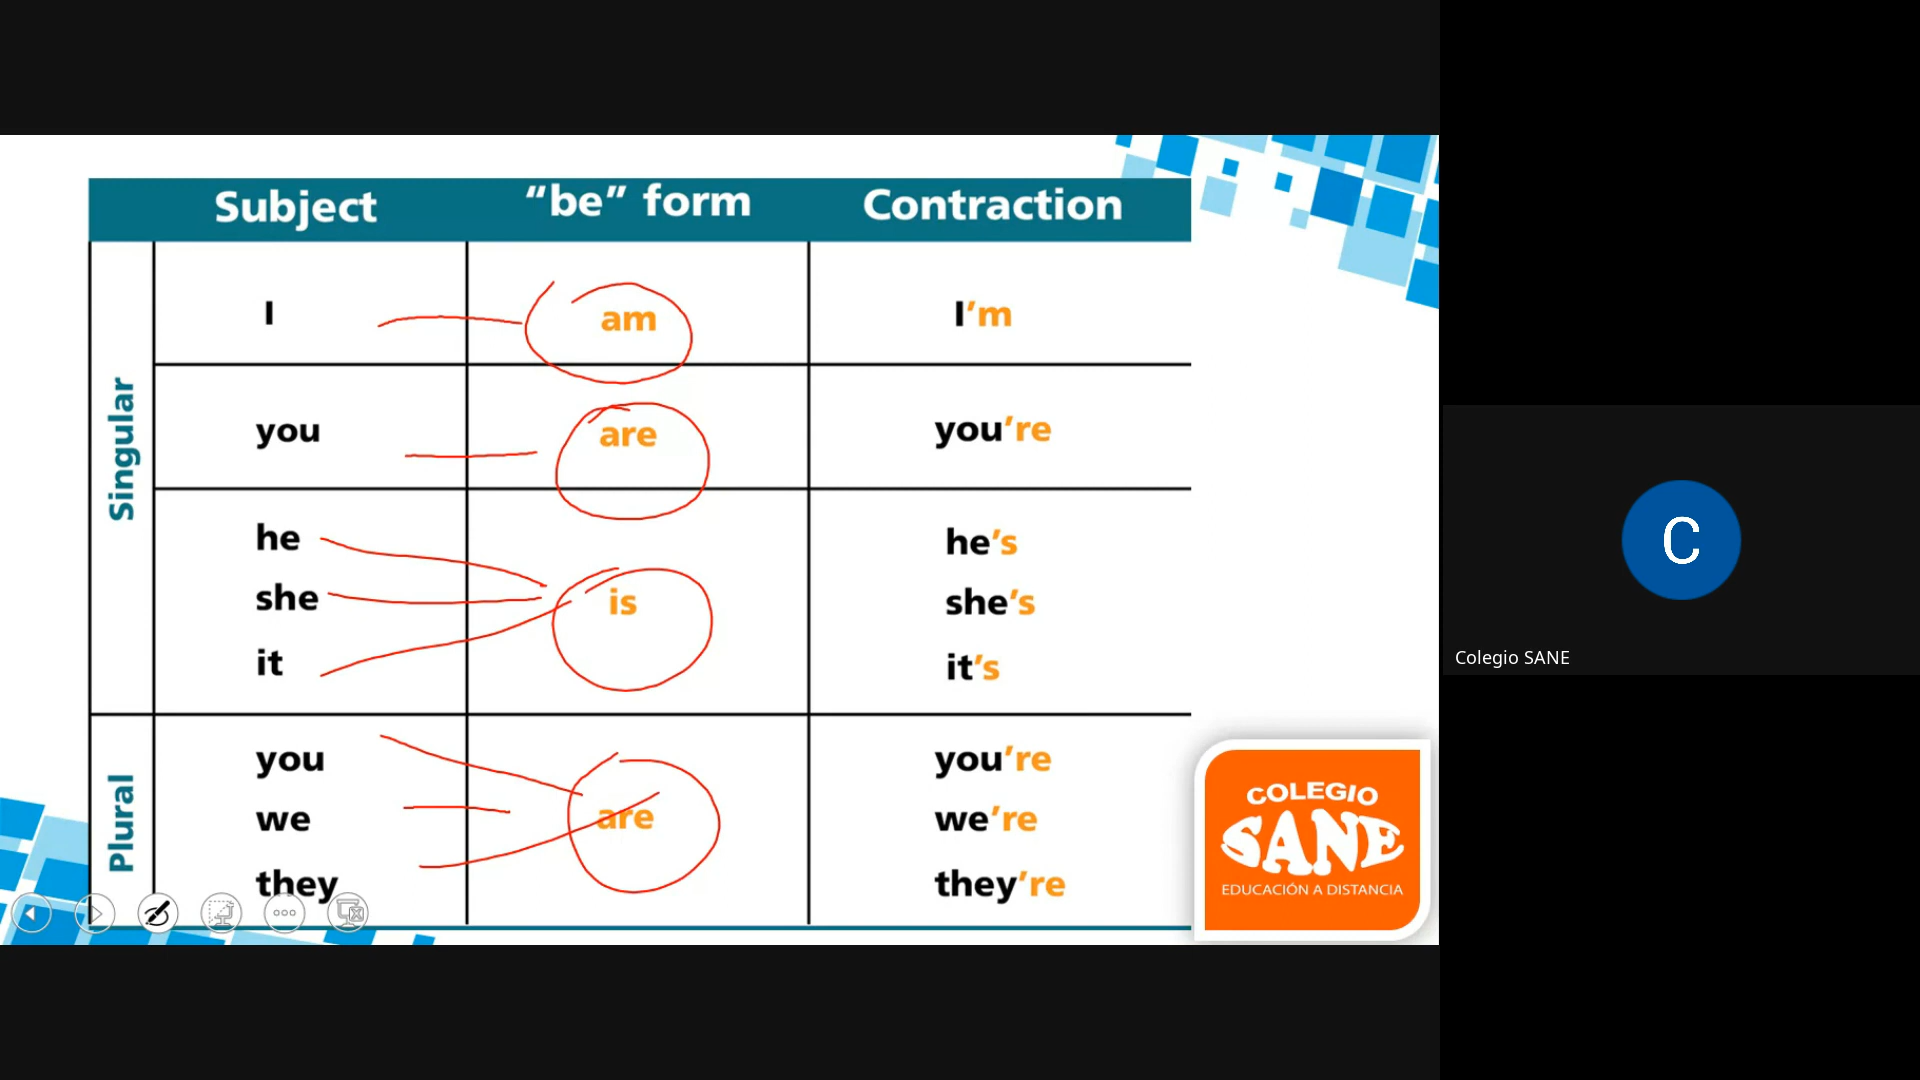 Subject “be” form Contraction
Singular
I am I’m
you are you’re
he he’s
she is she’s
it it’s
Plural
you you’re
we are we’re
they they’re
COLEGIO
SANE
EDUCACIÓN A DISTANCIA
C
Colegio SANE